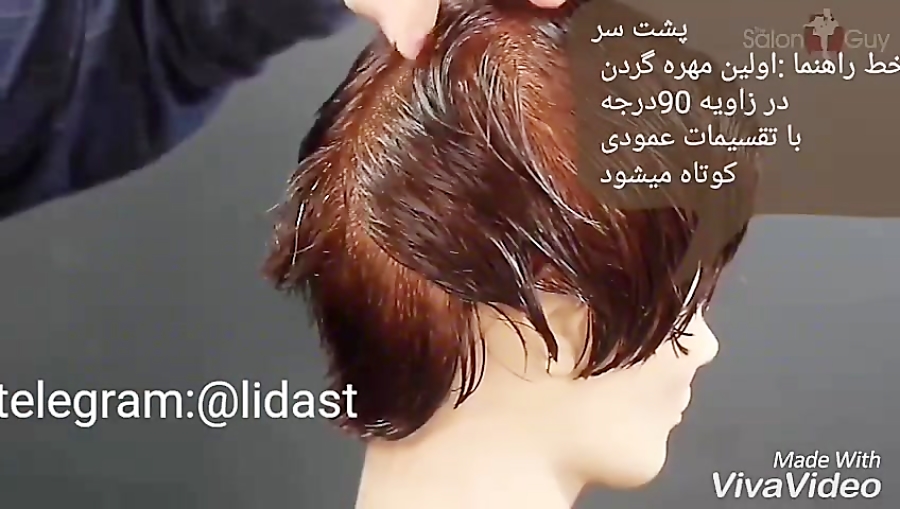 پشت سر
The Salon Guy
خط راهنما :اولین مهره گردن
در زاویه 90درجه
با تقسیمات عمودی
کوتاه میشود
telegram:@lidast
Made With
VivaVideo